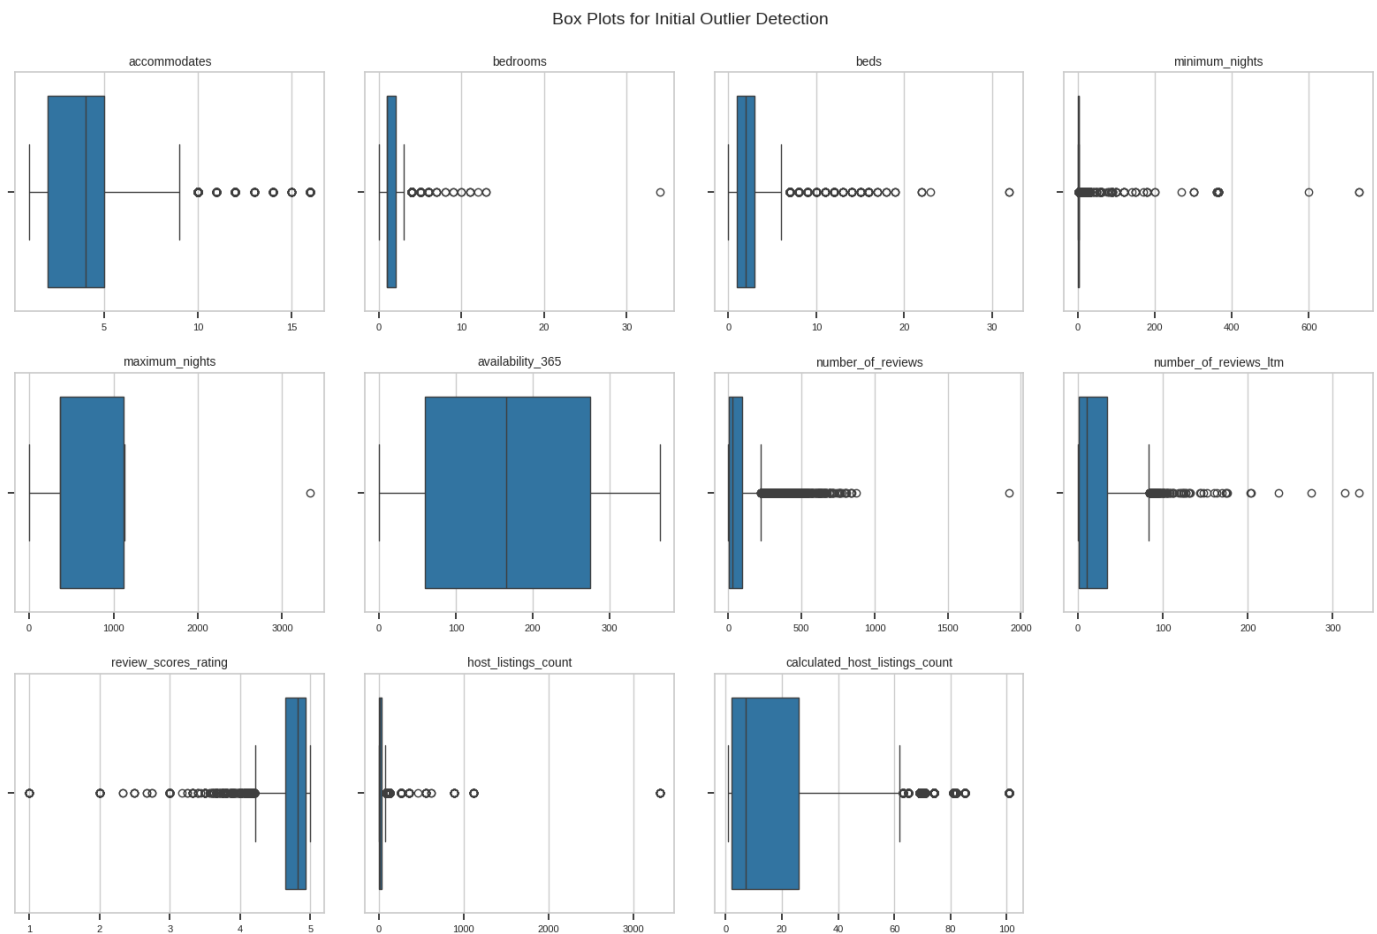 Box Plots for Initial Outlier Detection
accommodates bedrooms beds minimum_nights
5 10 15 0 10 20 30 0 10 20 30 0 200 400 600
maximum_nights availability_365 number_of_reviews number_of_reviews_ltm
0 1000 2000 3000 0 100 200 300 0 500 1000 1500 2000 0 100 200 300
review_scores_rating host_listings_count calculated_host_listings_count
1 2 3 4 5 0 1000 2000 3000 0 20 40 60 80 100